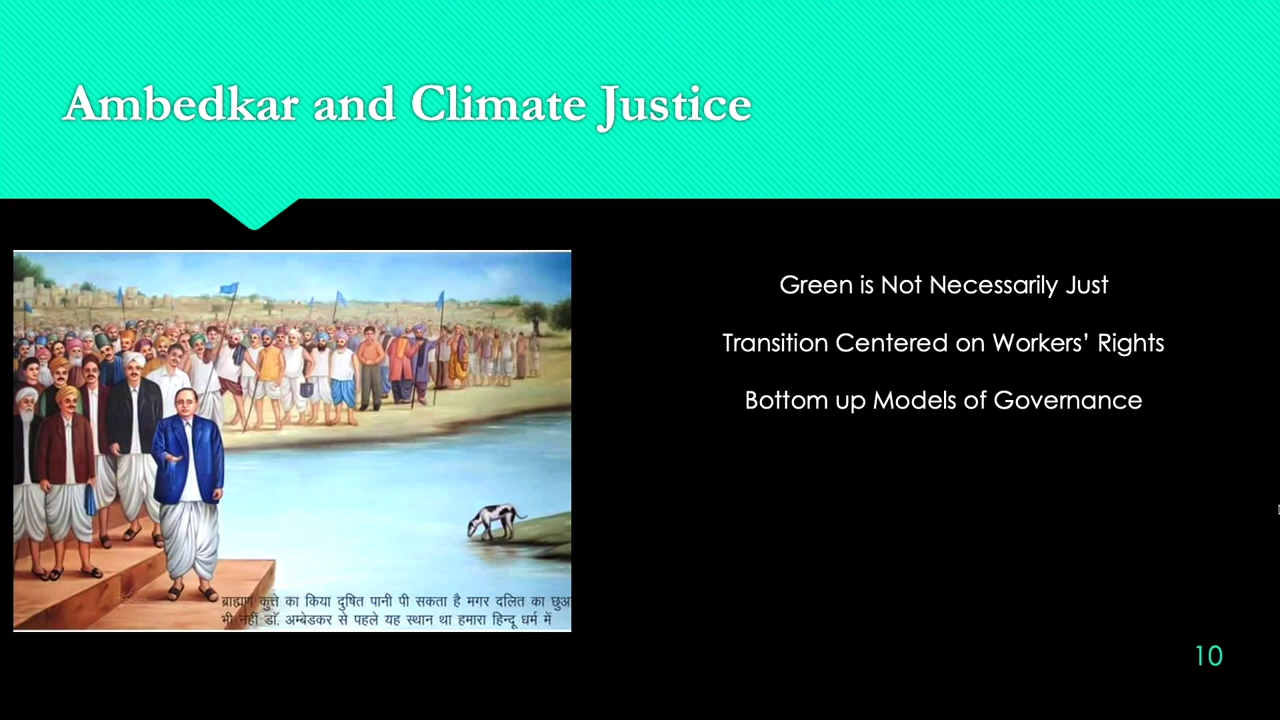 Ambedkar and Climate Justice
Green is Not Necessarily Just
Transition Centered on Workers’ Rights
Bottom up Models of Governance
ब्राह्मण कुत्ते का किया दुषित पानी पी सकता है मगर दलित का छुआ
भी नहीं डॉ. अम्बेडकर से पहले यह स्थान था हमारा हिन्दू धर्म में
10